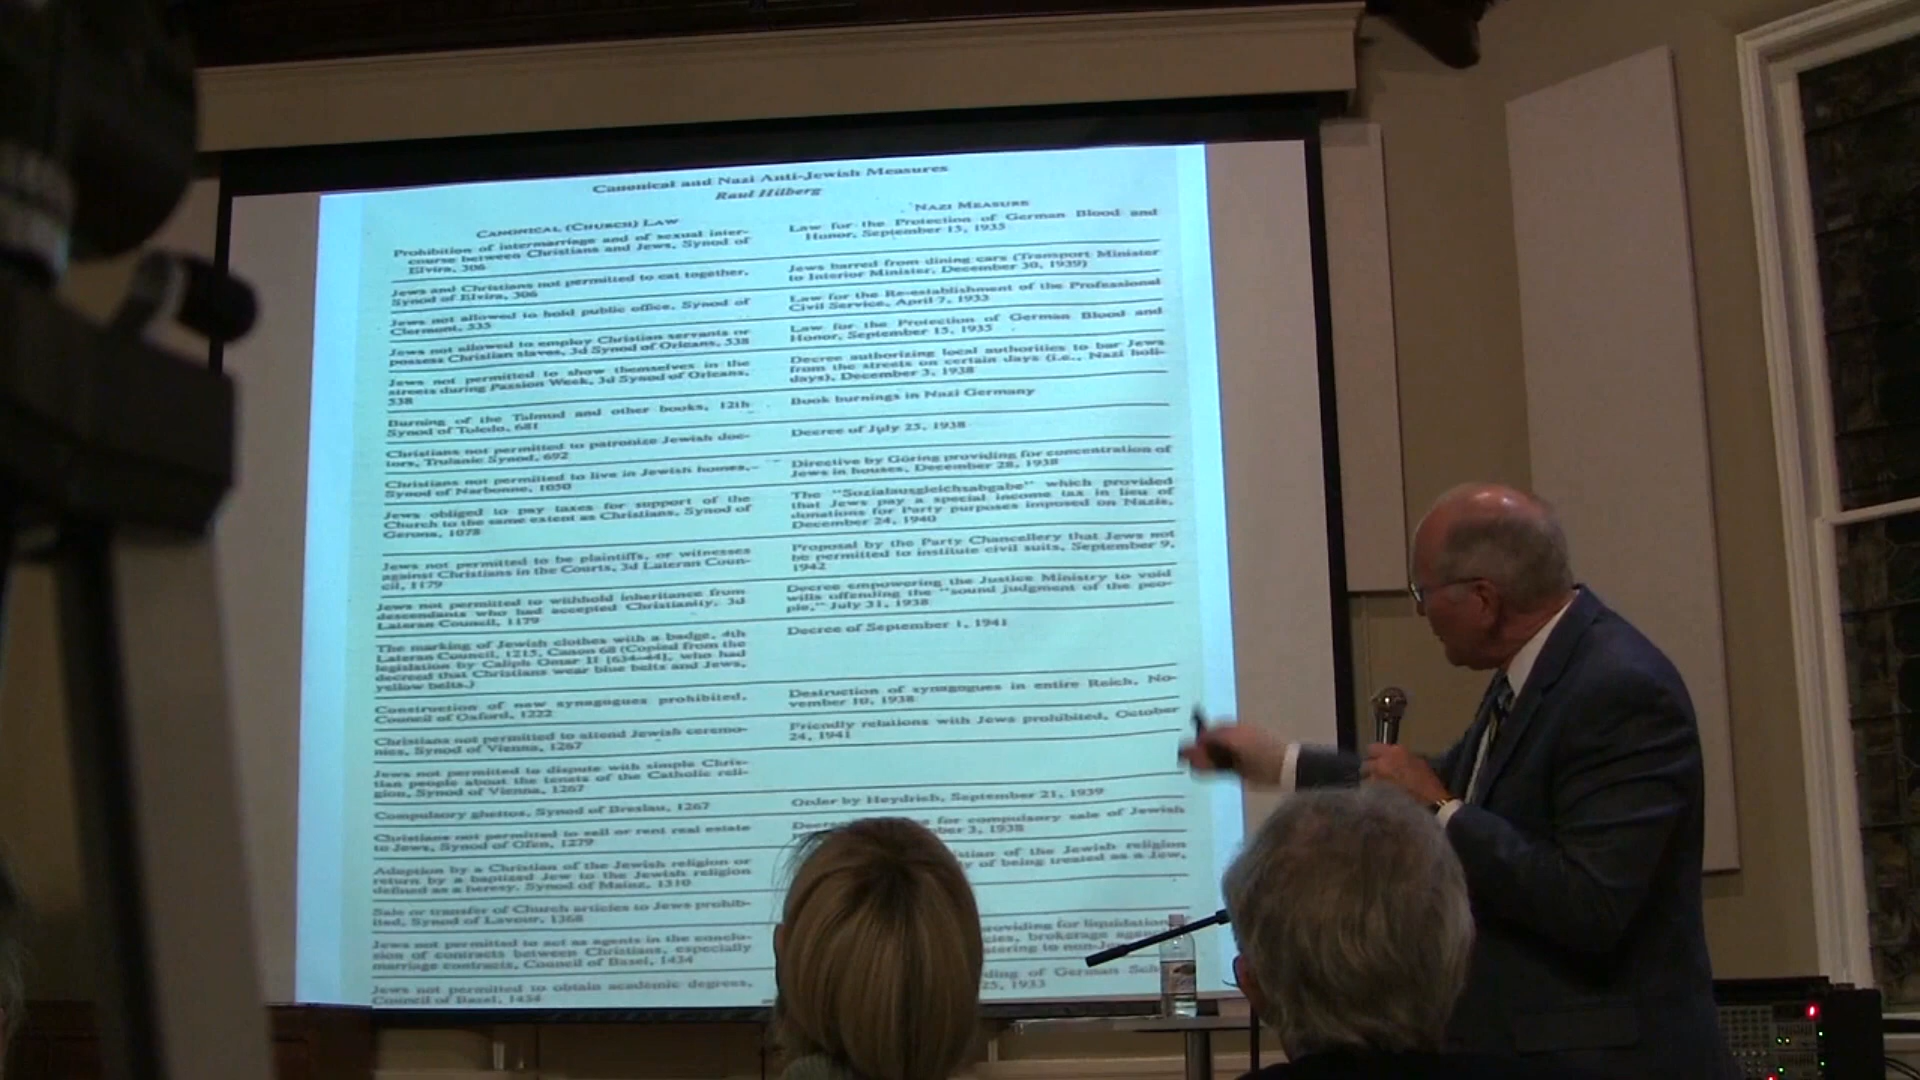 Canonical and Nazi Anti-Jewish Measures
Raul Hilberg
CANONICAL (CHURCH) LAW
Prohibition of intermarriage and of sexual inter-
course between Christians and Jews, Synod of
Elvira, 306
Jews and Christians not permitted to eat together,
Synod of Elvira, 306
Jews not allowed to hold public office, Synod of
Clermont, 535
Jews not allowed to employ Christian servants or
possess Christian slaves, 3d Synod of Orleans, 538
Jews not permitted to show themselves in the
streets during Passion Week, 3d Synod of Orleans,
538
Burning of the Talmud and other books, 12th
Synod of Toledo, 681
Christians not permitted to patronize Jewish doc-
tors, Trulanic Synod, 692
Christians not permitted to live in Jewish homes,
Synod of Narbonne, 1050
Jews obliged to pay taxes for support of the
Church to the same extent as Christians, Synod of
Gerona, 1078
Jews not permitted to be plaintiffs, or witnesses
against Christians in the Courts, 3d Lateran Coun-
cil, 1179
Jews not permitted to withhold inheritance from
descendants who had accepted Christianity, 3d
Lateran Council, 1179
The marking of Jewish clothes with a badge, 4th
Lateran Council, 1215, Canon 68 (Copied from the
legislation by Caliph Omar II [634-44], who had
decreed that Christians wear blue belts and Jews,
yellow belts.)
Construction of new synagogues prohibited,
Council of Oxford, 1222
Christians not permitted to attend Jewish ceremo-
nies, Synod of Vienna, 1267
Jews not permitted to dispute with simple Chris-
tian people about the tenets of the Catholic reli-
gion, Synod of Vienna, 1267
Compulsory ghettos, Synod of Breslau, 1267
Christians not permitted to sell or rent real estate
to Jews, Synod of Ofen, 1279
Adoption by a Christian of the Jewish religion or
return by a baptized Jew to the Jewish religion
defined as a heresy, Synod of Mainz, 1310
Sale or transfer of Church articles to Jews prohib-
ited, Synod of Lavour, 1368
Jews not permitted to act as agents in the conclu-
sion of contracts between Christians, especially
marriage contracts, Council of Basel, 1434
Jews not permitted to obtain academic degrees,
Council of Basel, 1434
NAZI MEASURE
Law for the Protection of German Blood and
Honor, September 15, 1935
Jews barred from dining cars (Transport Minister
to Interior Minister, December 30, 1939)
Law for the Re-establishment of the Professional
Civil Service, April 7, 1933
Law for the Protection of German Blood and
Honor, September 15, 1935
Decree authorizing local authorities to bar Jews
from the streets on certain days (i.e., Nazi holi-
days), December 3, 1938
Book burnings in Nazi Germany
Decree of July 25, 1938
Directive by Göring providing for concentration of
Jews in houses, December 28, 1938
The "Sozialausgleichsabgabe" which provided
that Jews pay a special income tax in lieu of
donations for Party purposes imposed on Nazis,
December 24, 1940
Proposal by the Party Chancellery that Jews not
be permitted to institute civil suits, September 9,
1942
Decree empowering the Justice Ministry to void
wills offending the "sound judgment of the peo-
ple," July 31, 1938
Decree of September 1, 1941
Destruction of synagogues in entire Reich, No-
vember 10, 1938
Friendly relations with Jews prohibited, October
24, 1941
Order by Heydrich, September 21, 1939
for compulsory sale of Jewish
3, 1938
of the Jewish religion
of being treated as a Jew,
for liquidation
brokerage
to
of German
25, 1933